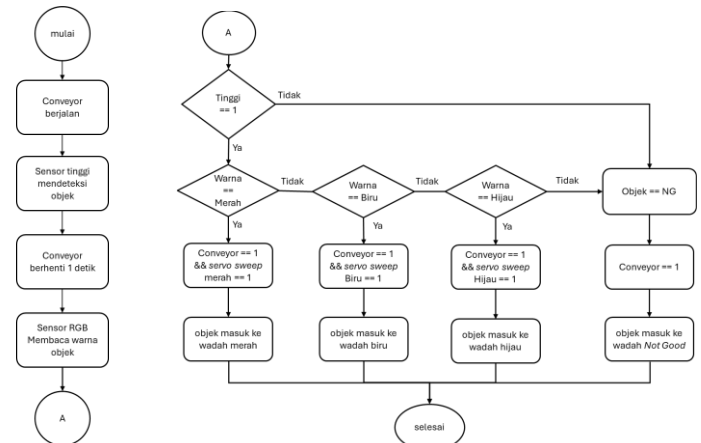 mulai
Conveyor
berjalan
Sensor tinggi
mendeteksi
objek
Conveyor
berhenti 1 detik
Sensor RGB
Membaca warna
objek
A
A
Tinggi
== 1
Tidak
Ya
Warna
==
Merah
Tidak
Warna
== Biru
Tidak
Warna
== Hijau
Tidak
Objek == NG
Ya
Ya
Ya
Conveyor == 1
&& servo sweep
merah == 1
Conveyor == 1
&& servo sweep
Biru == 1
Conveyor == 1
&& servo sweep
Hijau == 1
Conveyor == 1
objek masuk ke
wadah merah
objek masuk ke
wadah biru
objek masuk ke
wadah hijau
objek masuk ke
wadah Not Good
selesai